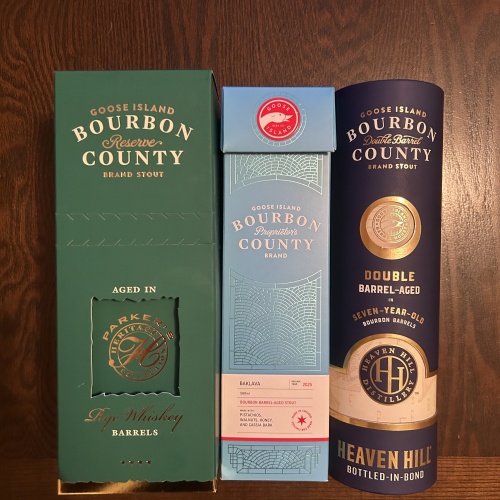 GOOSE ISLAND
BOURBON
Reserve
COUNTY
BRAND STOUT
AGED IN
PARKER'S
HERITAGE
H
Rye Whiskey
BARRELS
GOOSE
ISLAND
GOOSE ISLAND
BOURBON
Proprietor's
COUNTY
BRAND
BAKLAVA
2025
BOURBON BARREL-AGED STOUT
MADE WITH
PISTACHIOS,
WALNUTS, HONEY,
AND CASSIA BARK
GOOSE ISLAND
BOURBON
Double Barrel
COUNTY
BRAND STOUT
DOUBLE
BARREL-AGED
IN
SEVEN-YEAR-OLD
BOURBON BARRELS
HEAVEN HILL
DISTILLERY
HH
HEAVEN HILL
BOTTLED-IN-BOND